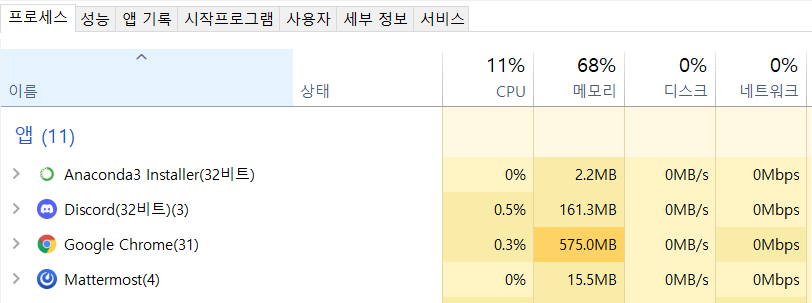 프로세스 성능 앱 기록 시작프로그램 사용자 세부 정보 서비스
11% 68% 0% 0%
이름 상태 CPU 메모리 디스크 네트워크
앱 (11)
Anaconda3 Installer(32비트) 0% 2.2MB 0MB/s 0Mbps
Discord(32비트)(3) 0.5% 161.3MB 0MB/s 0Mbps
Google Chrome(31) 0.3% 575.0MB 0MB/s 0Mbps
Mattermost(4) 0% 15.5MB 0MB/s 0Mbps